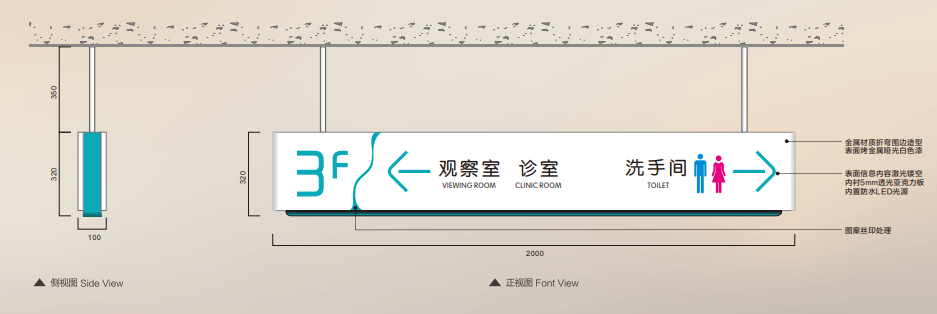 350
320
100
320
3F
观察室 诊室 洗手间
VIEWING ROOM CLINIC ROOM TOILET
2000
金属材质折弯围边造型
表面烤金属哑光白色漆
表面信息内容激光镂空
内衬5mm透光亚克力板
内置防水LED光源
图案丝印处理
侧视图 Side View
正视图 Font View